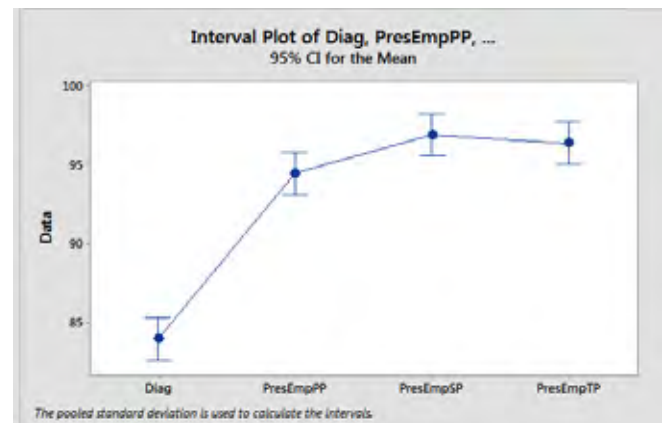 Interval Plot of Diag, PresEmpPP, ...
95% CI for the Mean
100
95
90
85
Data
Diag PresEmpPP PresEmpSP PresEmpTP
The pooled standard deviation is used to calculate the intervals.